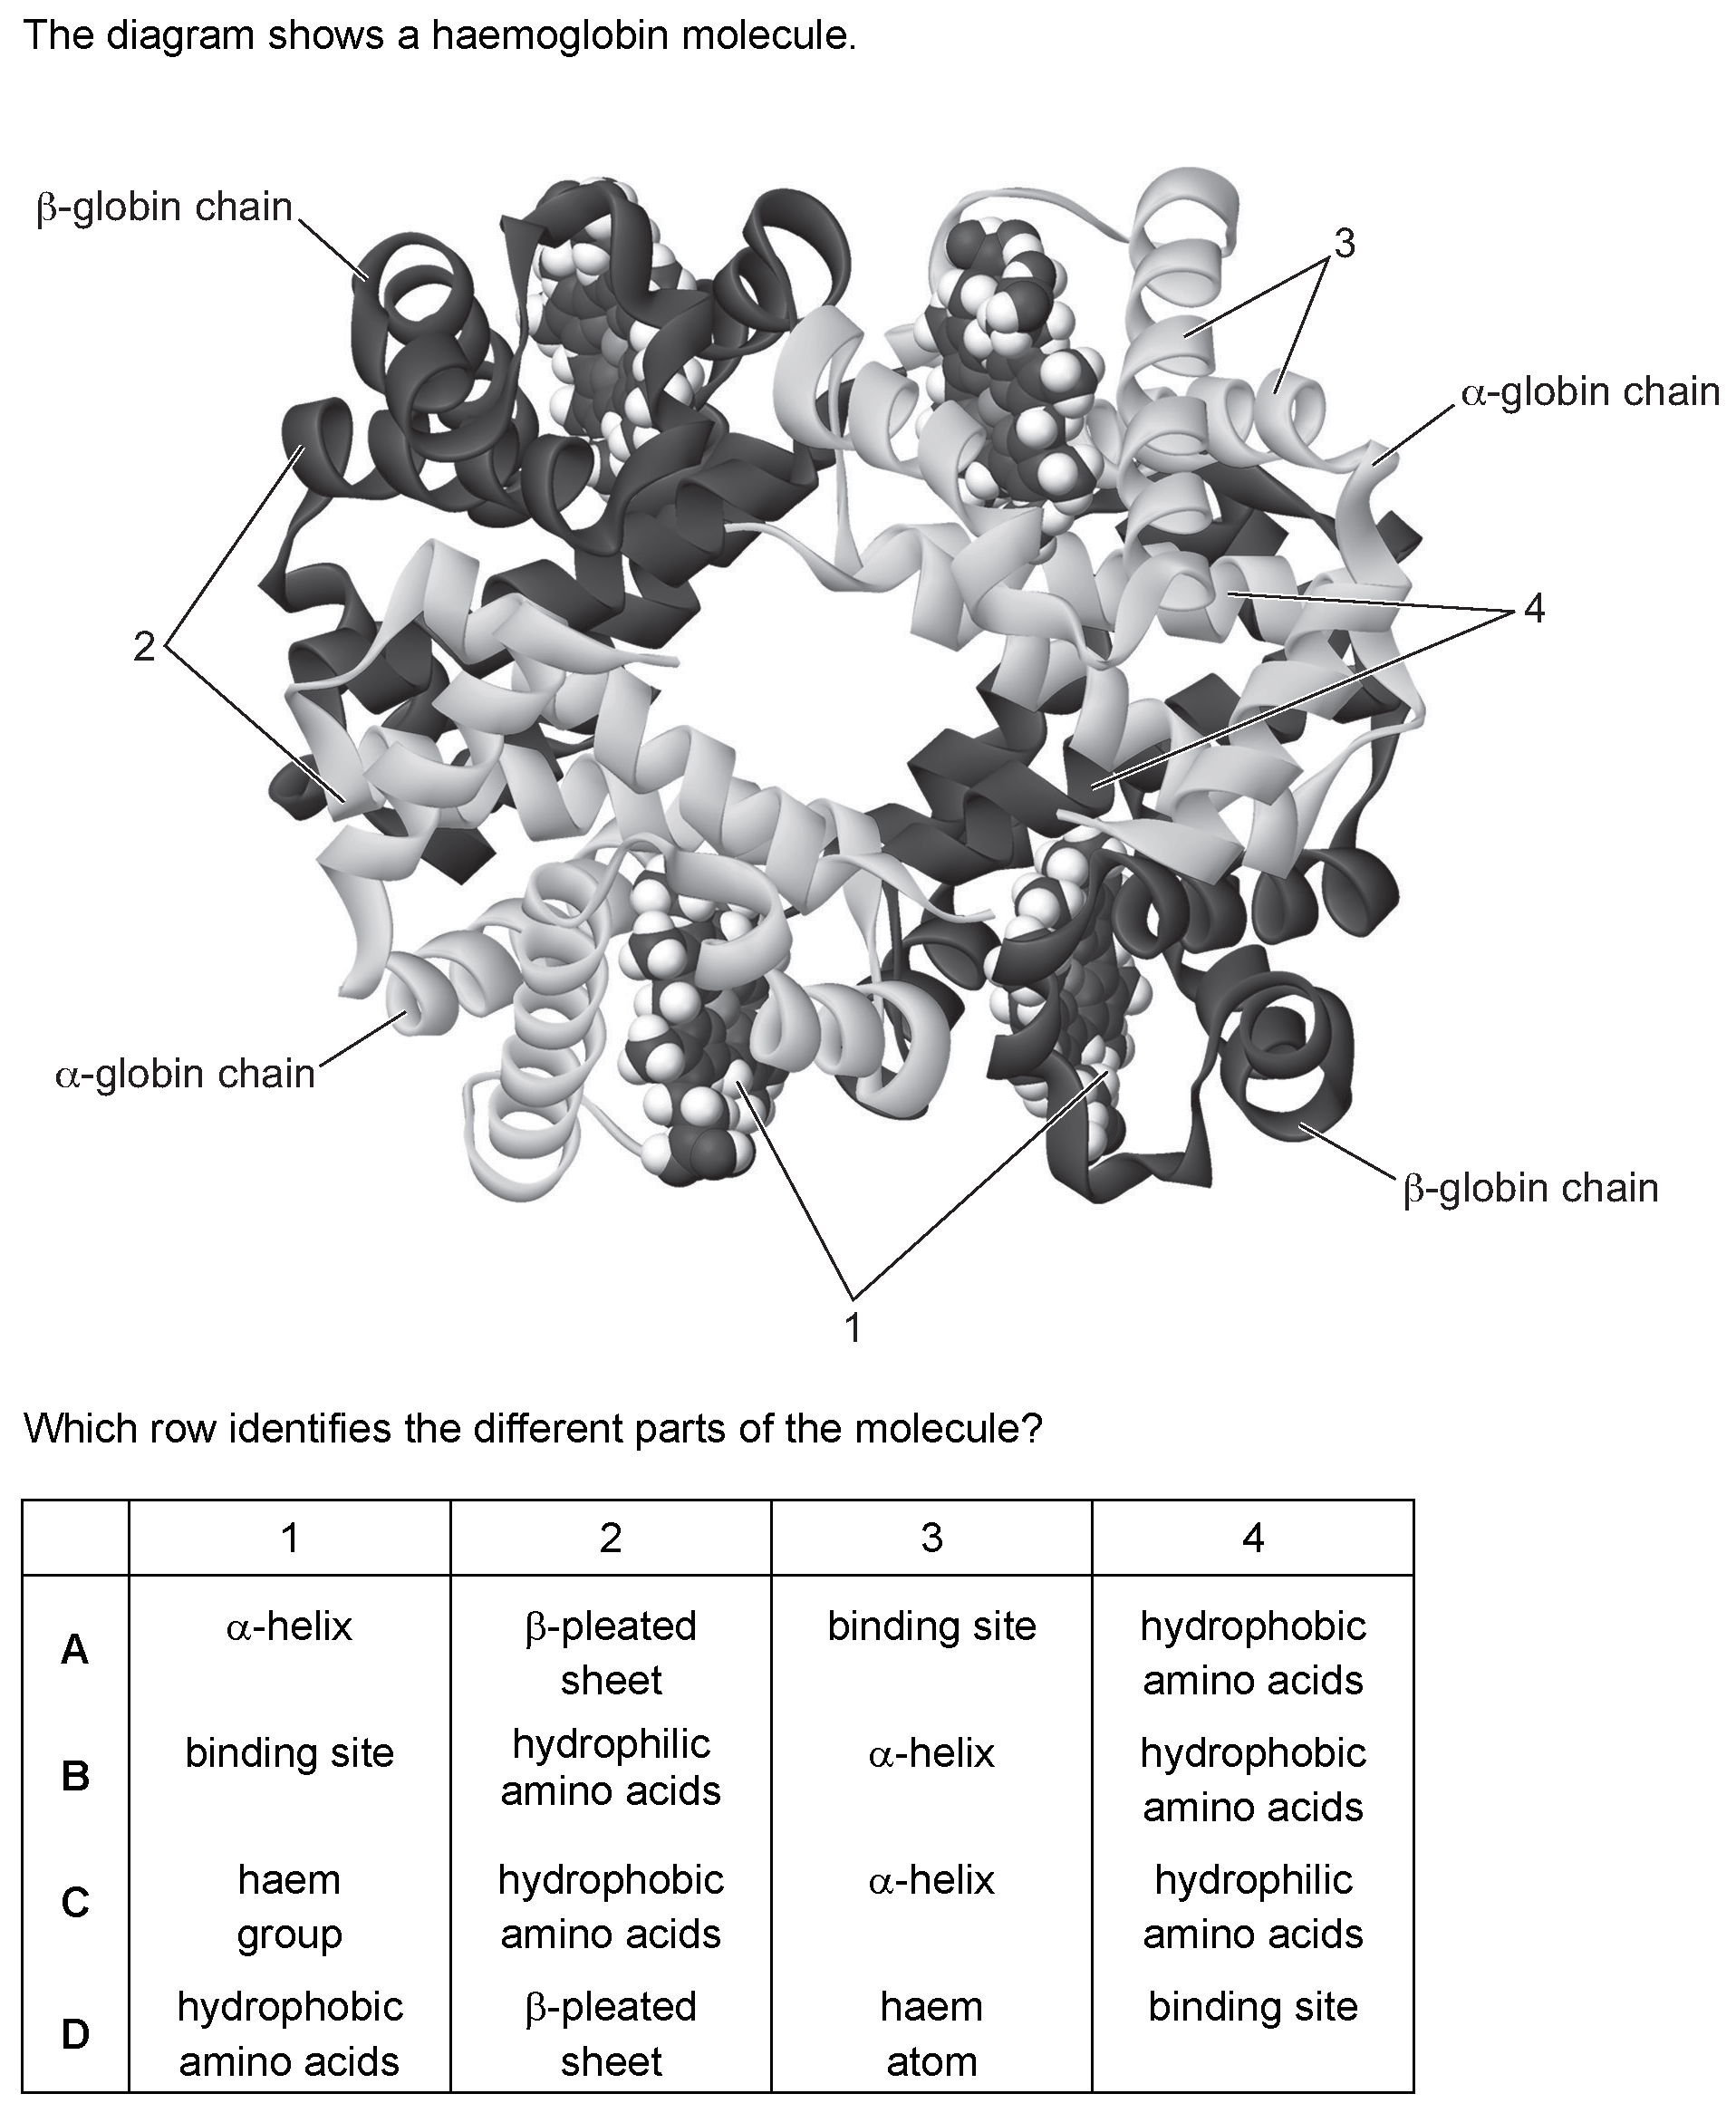 The diagram shows a haemoglobin molecule.
β-globin chain
3
α-globin chain
4
2
α-globin chain
β-globin chain
1
Which row identifies the different parts of the molecule?
1 2 3 4
A α-helix β-pleated sheet binding site hydrophobic amino acids
B binding site hydrophilic amino acids α-helix hydrophobic amino acids
C haem group hydrophobic amino acids α-helix hydrophilic amino acids
D hydrophobic amino acids β-pleated sheet haem atom binding site